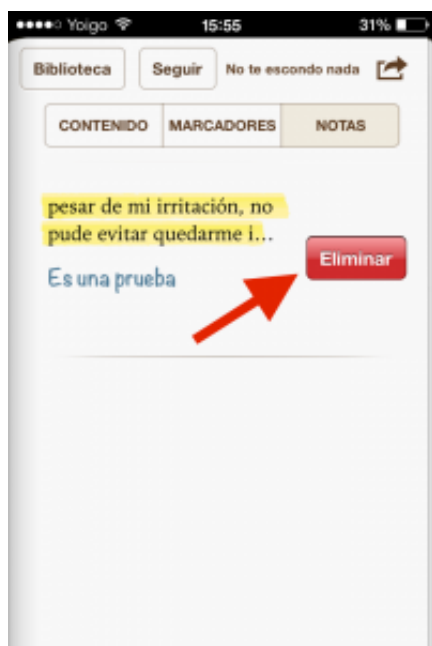 Yoigo 15:55 31%
Biblioteca Seguir No te escondo nada
CONTENIDO MARCADORES NOTAS
pesar de mi irritación, no
pude evitar quedarme i...
Eliminar
Es una prueba